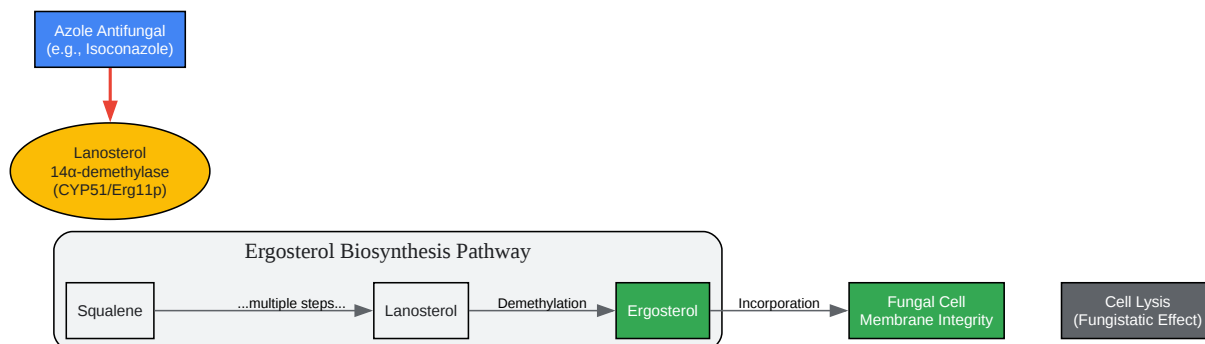 Azole Antifungal
(e.g., Isoconazole)
Lanosterol
14α-demethylase
(CYP51/Erg11p)
Ergosterol Biosynthesis Pathway
Squalene
...multiple steps...
Lanosterol
Demethylation
Ergosterol
Incorporation
Fungal Cell
Membrane Integrity
Cell Lysis
(Fungistatic Effect)